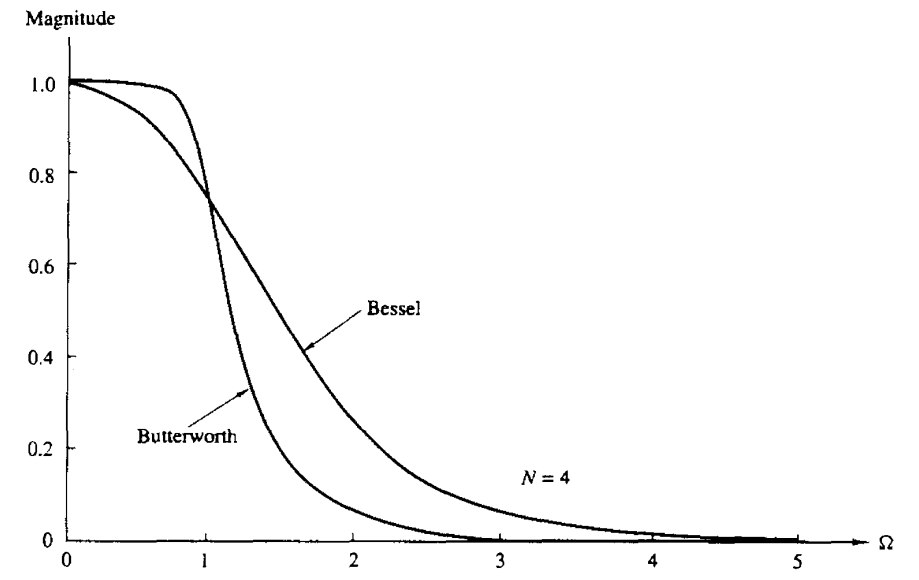 Magnitude
1.0
0.8
0.6
Bessel
0.4
Butterworth
0.2
N = 4
0
0 1 2 3 4 5 Ω